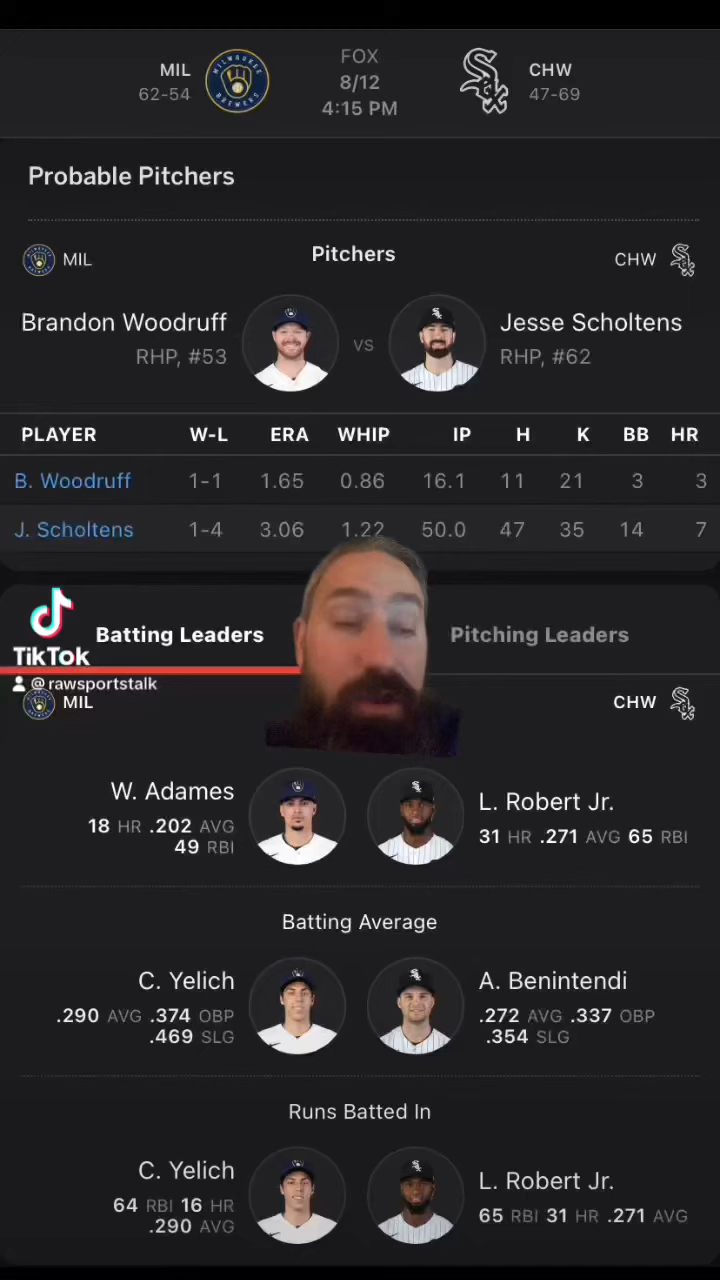 MIL
62-54
FOX
8/12
4:15 PM
CHW
47-69
Probable Pitchers
MIL
Pitchers
CHW
Brandon Woodruff
RHP, #53
VS
Jesse Scholtens
RHP, #62
PLAYER W-L ERA WHIP IP H K BB HR
B. Woodruff 1-1 1.65 0.86 16.1 11 21 3 3
J. Scholtens 1-4 3.06 1.22 50.0 47 35 14 7
TikTok
@rawsportstalk
Batting Leaders
Pitching Leaders
MIL
CHW
W. Adames
18 HR .202 AVG
49 RBI
L. Robert Jr.
31 HR .271 AVG 65 RBI
Batting Average
C. Yelich
.290 AVG .374 OBP
.469 SLG
A. Benintendi
.272 AVG .337 OBP
.354 SLG
Runs Batted In
C. Yelich
64 RBI 16 HR
.290 AVG
L. Robert Jr.
65 RBI 31 HR .271 AVG